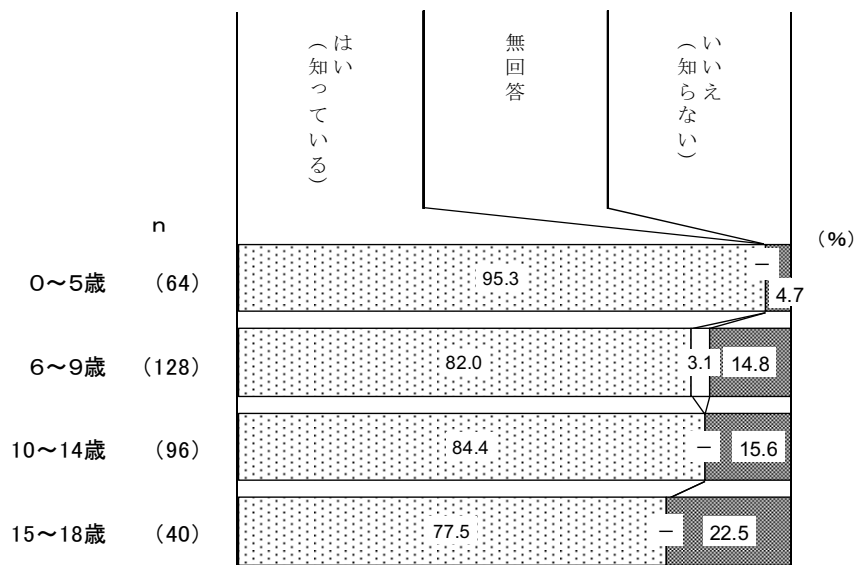 はい
（知っている）
無回答
いいえ
（知らない）
n
（%）
0～5歳 （64） 95.3 － 4.7
6～9歳 （128） 82.0 3.1 14.8
10～14歳 （96） 84.4 － 15.6
15～18歳 （40） 77.5 － 22.5